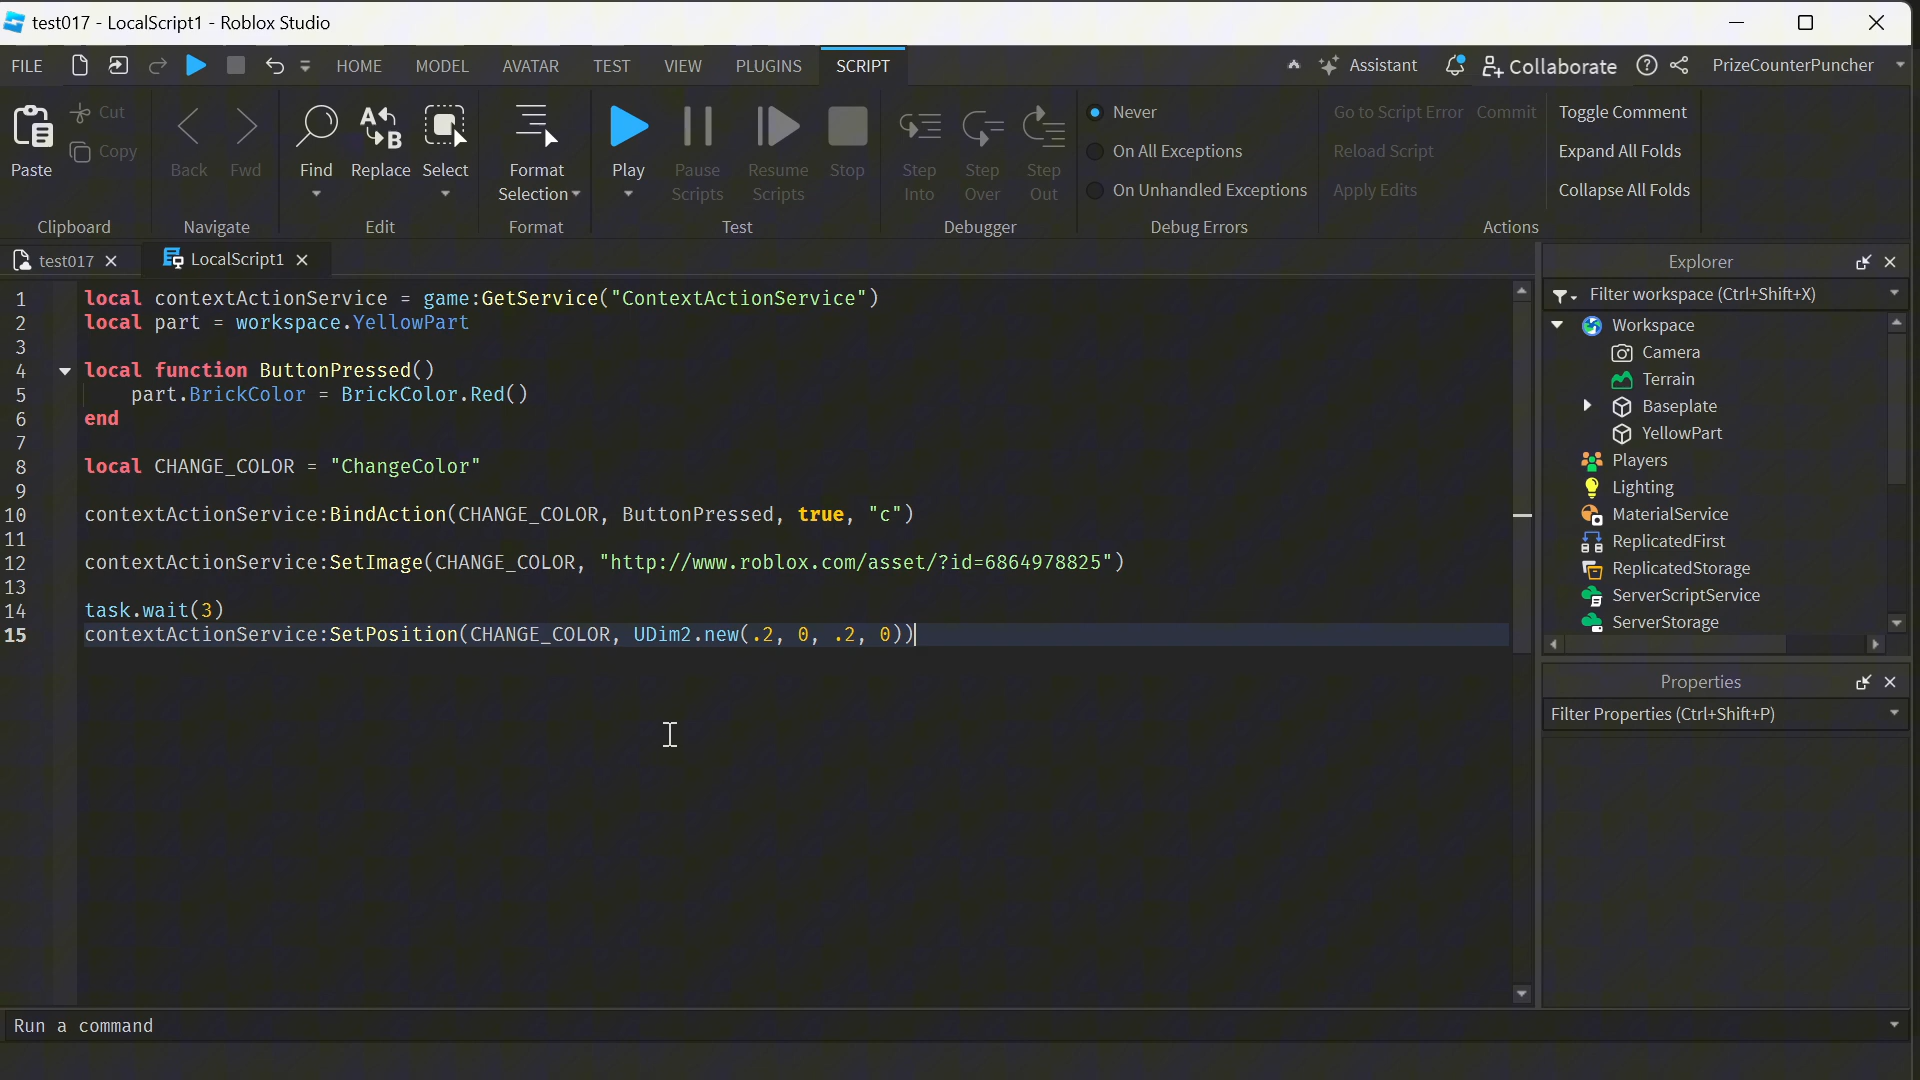 test017 - LocalScript1 - Roblox Studio
FILE HOME MODEL AVATAR TEST VIEW PLUGINS SCRIPT Assistant Collaborate PrizeCounterPuncher
Paste Cut Copy Back Fwd Find Replace Select Format Selection Play Pause Scripts Resume Scripts Stop Step Into Step Over Step Out
Never
On All Exceptions
On Unhandled Exceptions
Go to Script Error Commit
Reload Script
Apply Edits
Toggle Comment
Expand All Folds
Collapse All Folds
Clipboard Navigate Edit Format Test Debugger Debug Errors Actions
test017 LocalScript1
1 local contextActionService = game:GetService("ContextActionService")
2 local part = workspace.YellowPart
3
4 local function ButtonPressed()
5 part.BrickColor = BrickColor.Red()
6 end
7
8 local CHANGE_COLOR = "ChangeColor"
9
10 contextActionService:BindAction(CHANGE_COLOR, ButtonPressed, true, "c")
11
12 contextActionService:SetImage(CHANGE_COLOR, "http://www.roblox.com/asset/?id=6864978825")
13
14 task.wait(3)
15 contextActionService:SetPosition(CHANGE_COLOR, UDim2.new(.2, 0, .2, 0))
Explorer
Filter workspace (Ctrl+Shift+X)
Workspace
Camera
Terrain
Baseplate
YellowPart
Players
Lighting
MaterialService
ReplicatedFirst
ReplicatedStorage
ServerScriptService
ServerStorage
Properties
Filter Properties (Ctrl+Shift+P)
Run a command